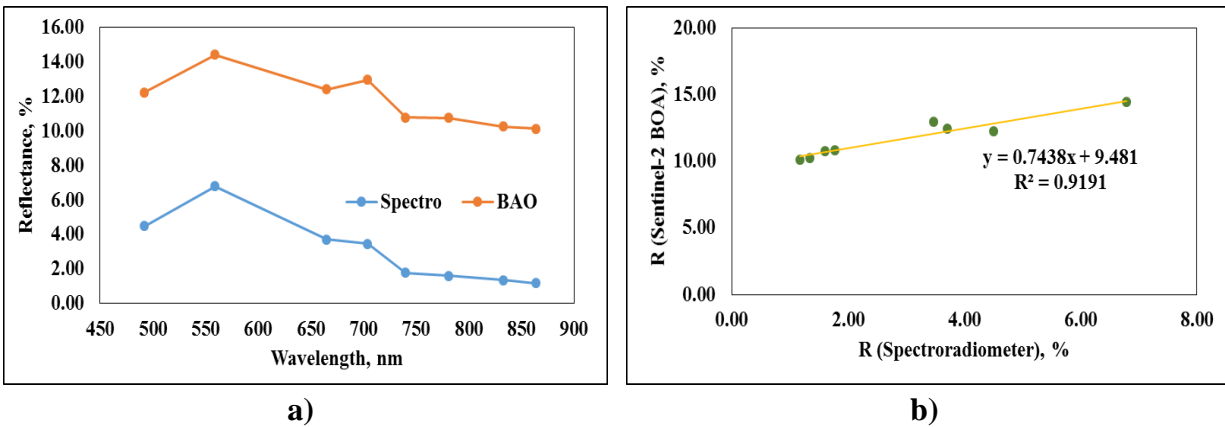 16.00
14.00
12.00
10.00
8.00
6.00
4.00
2.00
0.00
Reflectance, %
Spectro BAO
450 500 550 600 650 700 750 800 850 900
Wavelength, nm
a)
20.00
15.00
10.00
5.00
0.00
R (Sentinel-2 BOA), %
y = 0.7438x + 9.481
R² = 0.9191
0.00 2.00 4.00 6.00 8.00
R (Spectroradiometer), %
b)